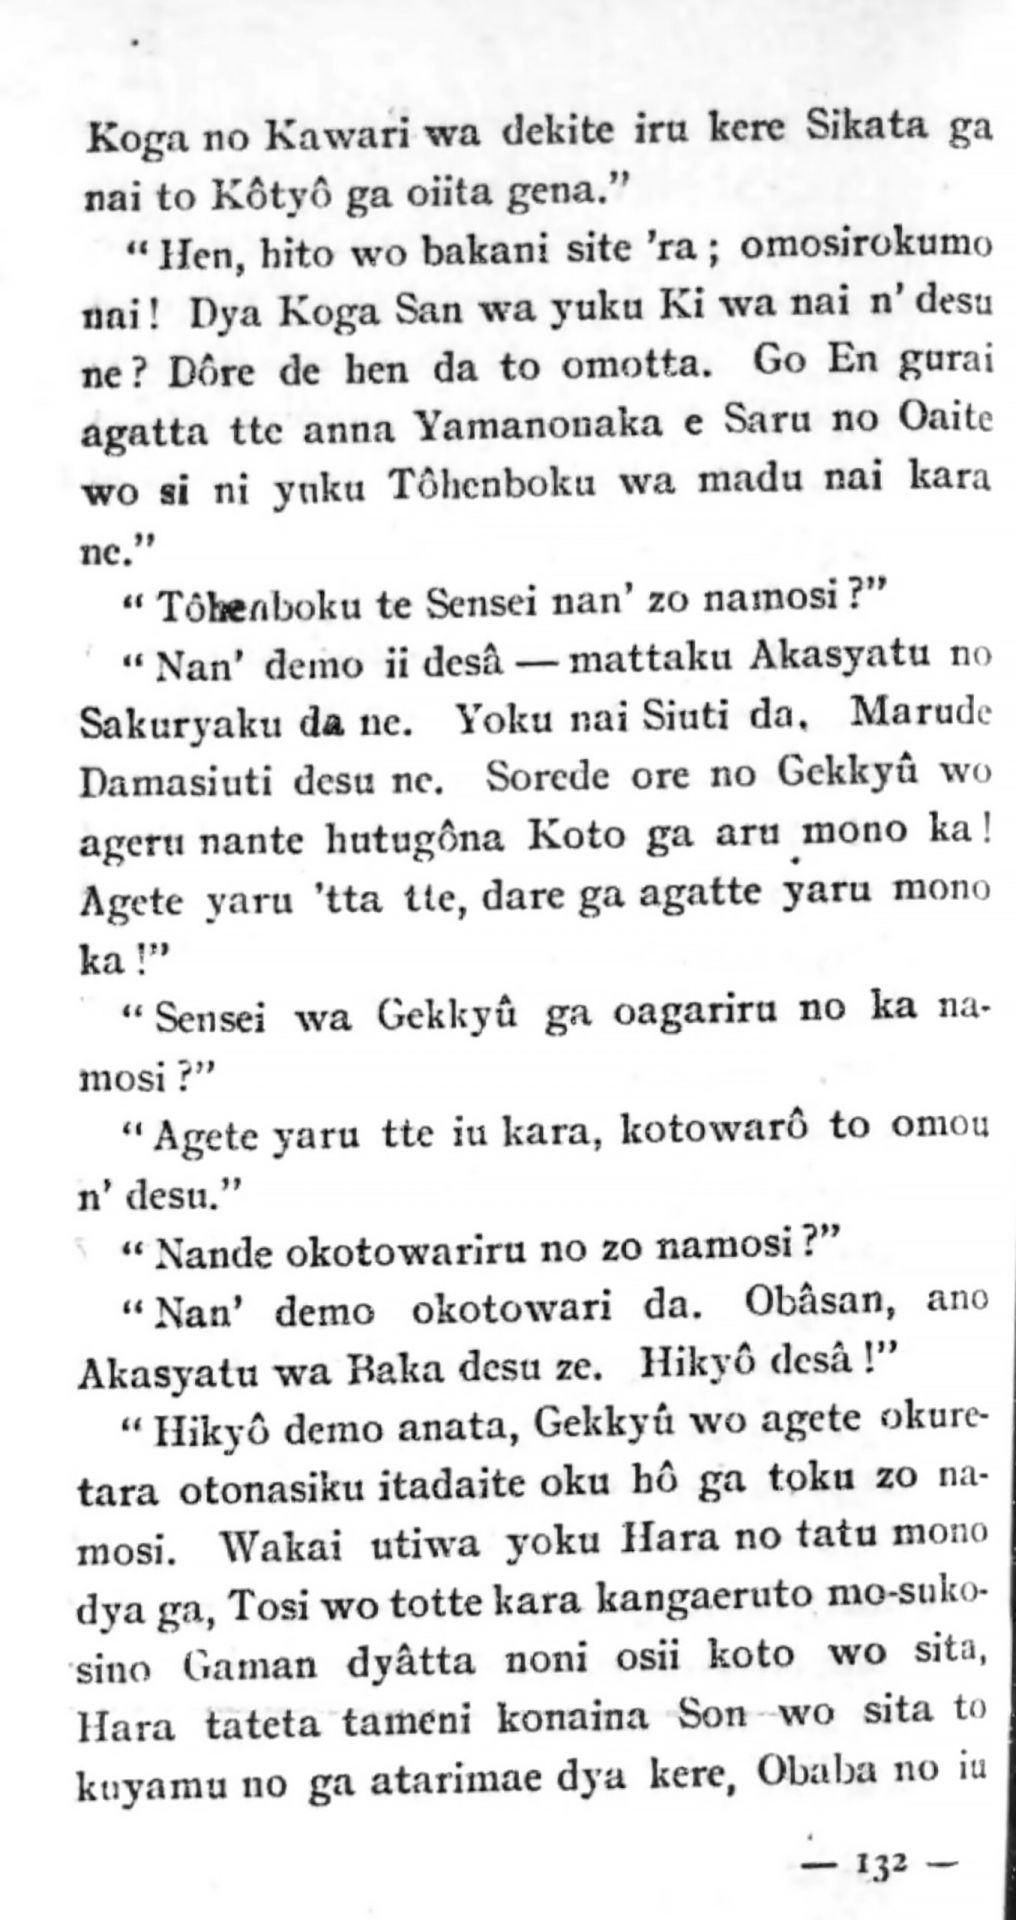 Koga no Kawari wa dekite iru kere Sikata ga
nai to Kôtyô ga oiita gena.”
“ Hen, hito wo bakani site ’ra ; omosirokumo
nai! Dya Koga San wa yuku Ki wa nai n’ desu
ne ? Dôre de hen da to omotta. Go En gurai
agatta tte anna Yamanonaka e Saru no Oaite
wo si ni yuku Tôhenboku wa madu nai kara
ne.”
“ Tôhenboku te Sensei nan’ zo namosi ?”
“ Nan’ demo ii desâ — mattaku Akasyatu no
Sakuryaku da ne. Yoku nai Siuti da. Marude
Damasiuti desu ne. Sorede ore no Gekkyû wo
ageru nante hutugôna Koto ga aru mono ka !
Agete yaru ’tta tte, dare ga agatte yaru mono
ka !”
“ Sensei wa Gekkyû ga oagariru no ka na-
mosi ?”
“ Agete yaru tte iu kara, kotowarô to omou
n’ desu.”
“ Nande okotowariru no zo namosi ?”
“ Nan’ demo okotowari da. Obâsan, ano
Akasyatu wa Baka desu ze. Hikyô desâ !”
“ Hikyô demo anata, Gekkyû wo agete okure-
tara otonasiku itadaite oku hô ga toku zo na-
mosi. Wakai utiwa yoku Hara no tatu mono
dya ga, Tosi wo totte kara kangaeruto mo-suko-
sino Gaman dyâtta noni osii koto wo sita,
Hara tateta tameni konaina Son wo sita to
kuyamu no ga atarimae dya kere, Obaba no iu
— 132 —